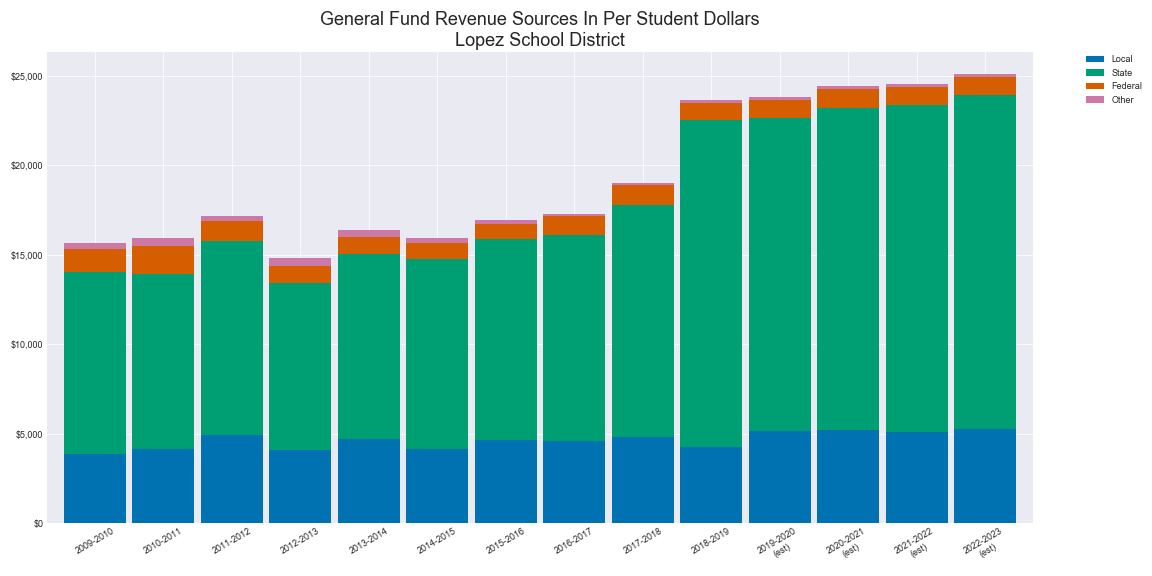 General Fund Revenue Sources In Per Student Dollars
Lopez School District
Local
State
Federal
Other
$25,000
$20,000
$15,000
$10,000
$5,000
$0
2009-2010
2010-2011
2011-2012
2012-2013
2013-2014
2014-2015
2015-2016
2016-2017
2017-2018
2018-2019
2019-2020
(est)
2020-2021
(est)
2021-2022
(est)
2022-2023
(est)